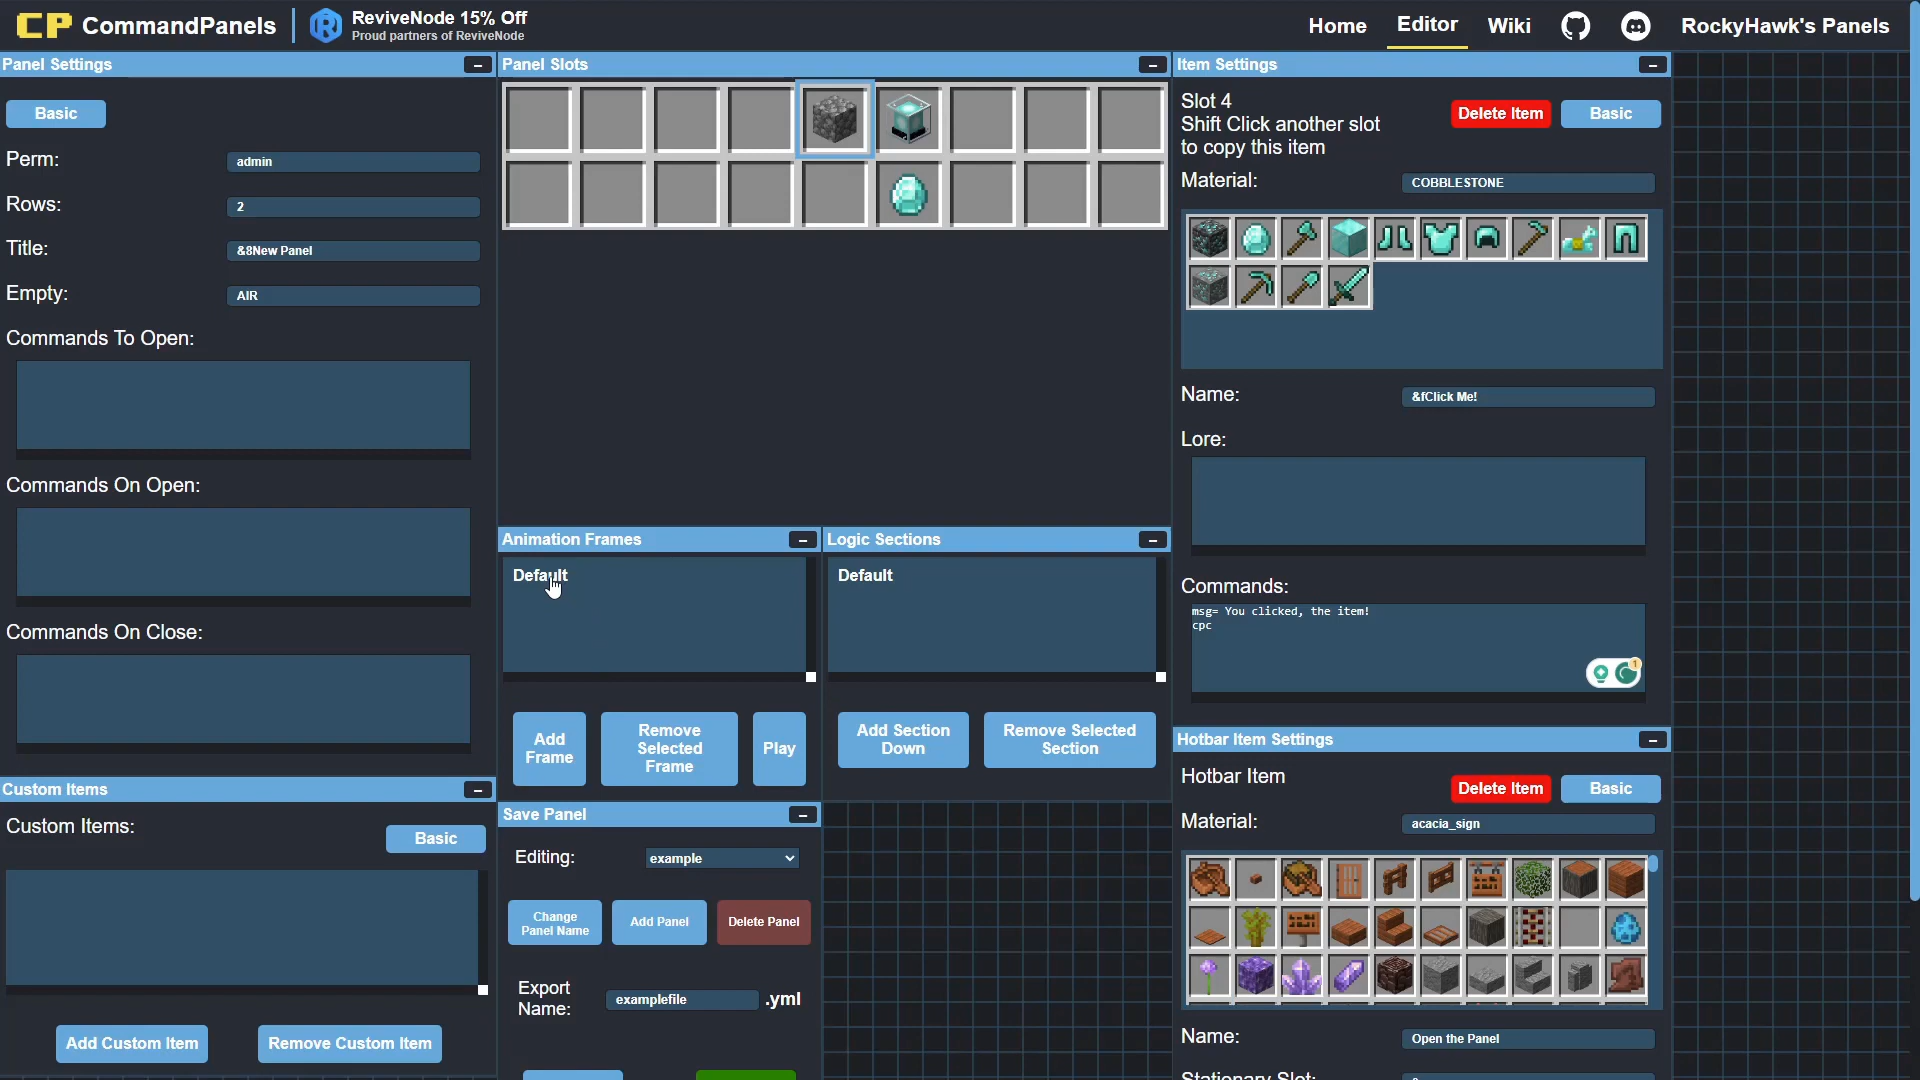 CP CommandPanels
ReviveNode 15% Off
Proud partners of ReviveNode
Home
Editor
Wiki
RockyHawk's Panels
Panel Settings
-
Basic
Perm:
admin
Rows:
2
Title:
&8New Panel
Empty:
AIR
Commands To Open:
Commands On Open:
Commands On Close:
Custom Items
-
Custom Items:
Basic
Add Custom Item
Remove Custom Item
Panel Slots
-
Animation Frames
-
Default
Add
Frame
Remove
Selected
Frame
Play
Logic Sections
-
Default
Add Section
Down
Remove Selected
Section
Save Panel
-
Editing:
example
Change
Panel Name
Add Panel
Delete Panel
Export
Name:
examplefile
.yml
Item Settings
-
Slot 4
Shift Click another slot
to copy this item
Delete Item
Basic
Material:
COBBLESTONE
Name:
&fClick Me!
Lore:
Commands:
msg= You clicked, the item!
cpc
1
Hotbar Item Settings
-
Hotbar Item
Delete Item
Basic
Material:
acacia_sign
Name:
Open the Panel
Stationary Slot: